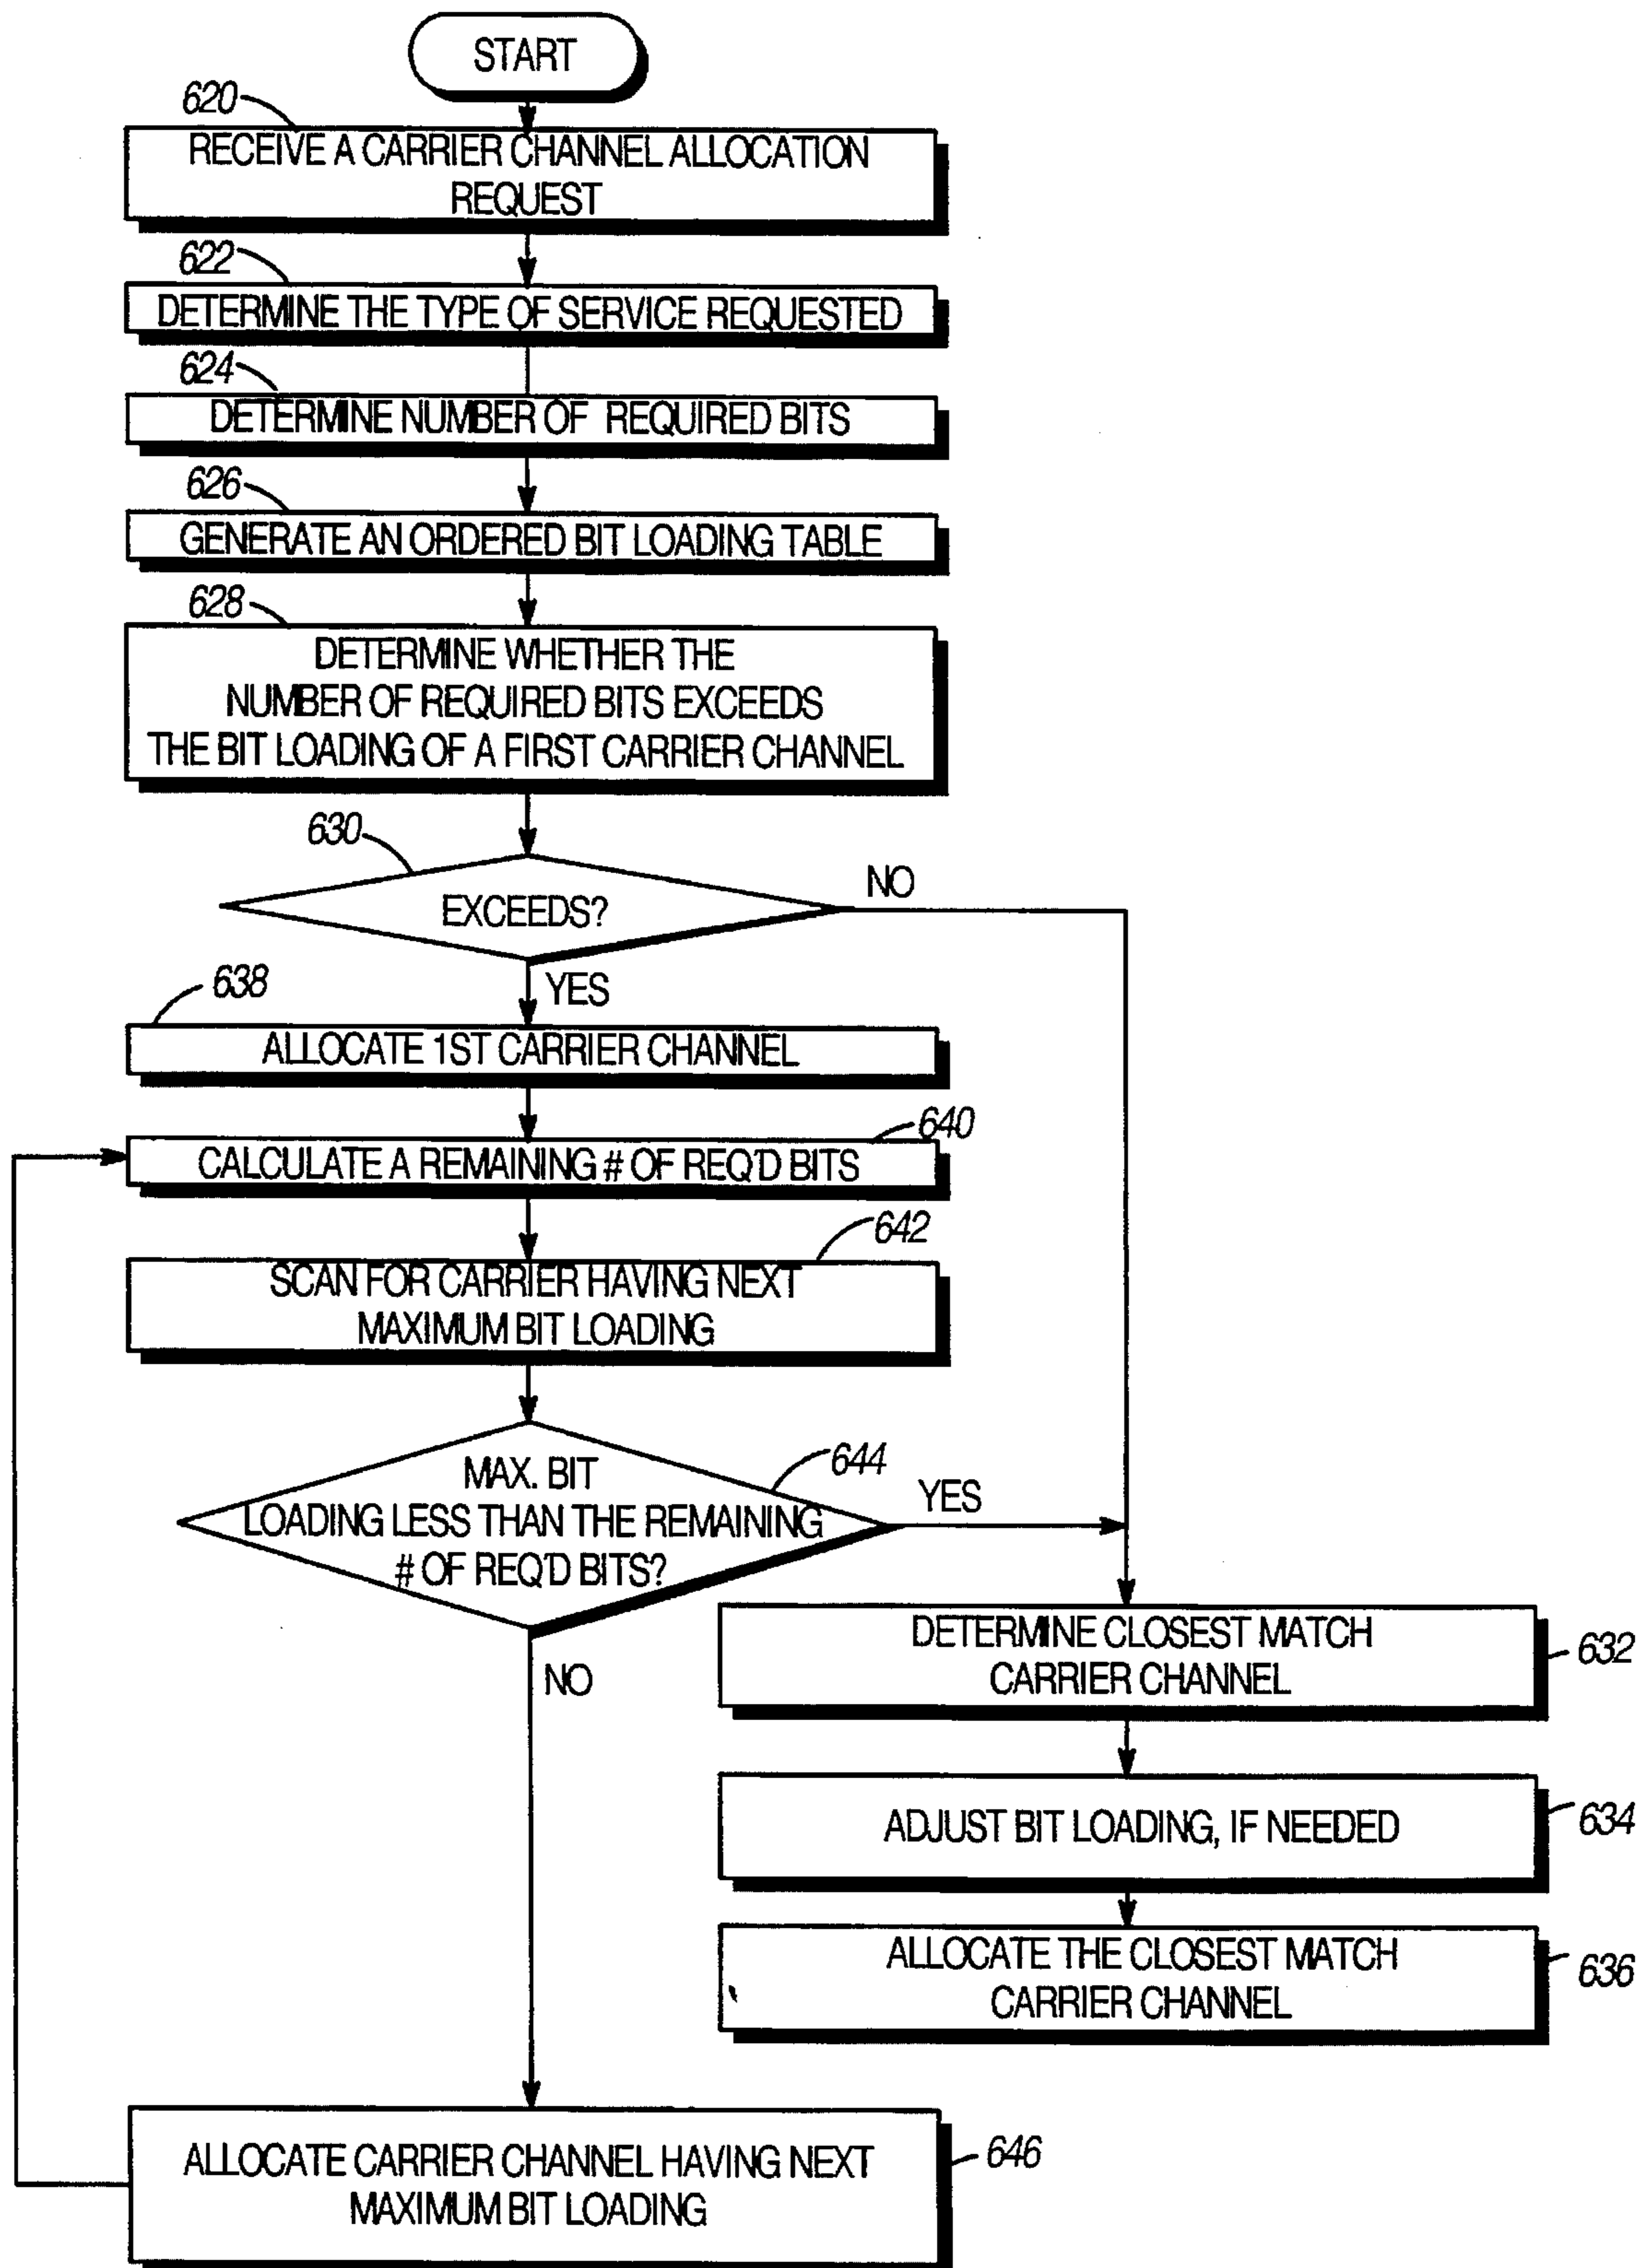 START
620
RECEIVE A CARRIER CHANNEL ALLOCATION
REQUEST
622
DETERMINE THE TYPE OF SERVICE REQUESTED
624
DETERMINE NUMBER OF REQUIRED BITS
626
GENERATE AN ORDERED BIT LOADING TABLE
628
DETERMINE WHETHER THE
NUMBER OF REQUIRED BITS EXCEEDS
THE BIT LOADING OF A FIRST CARRIER CHANNEL
630
EXCEEDS?
NO
YES
638
ALLOCATE 1ST CARRIER CHANNEL
640
CALCULATE A REMAINING # OF REQ'D BITS
642
SCAN FOR CARRIER HAVING NEXT
MAXIMUM BIT LOADING
644
MAX. BIT
LOADING LESS THAN THE REMAINING
# OF REQ'D BITS?
YES
NO
DETERMINE CLOSEST MATCH
CARRIER CHANNEL
632
ADJUST BIT LOADING, IF NEEDED
634
ALLOCATE THE CLOSEST MATCH
CARRIER CHANNEL
636
ALLOCATE CARRIER CHANNEL HAVING NEXT
MAXIMUM BIT LOADING
646